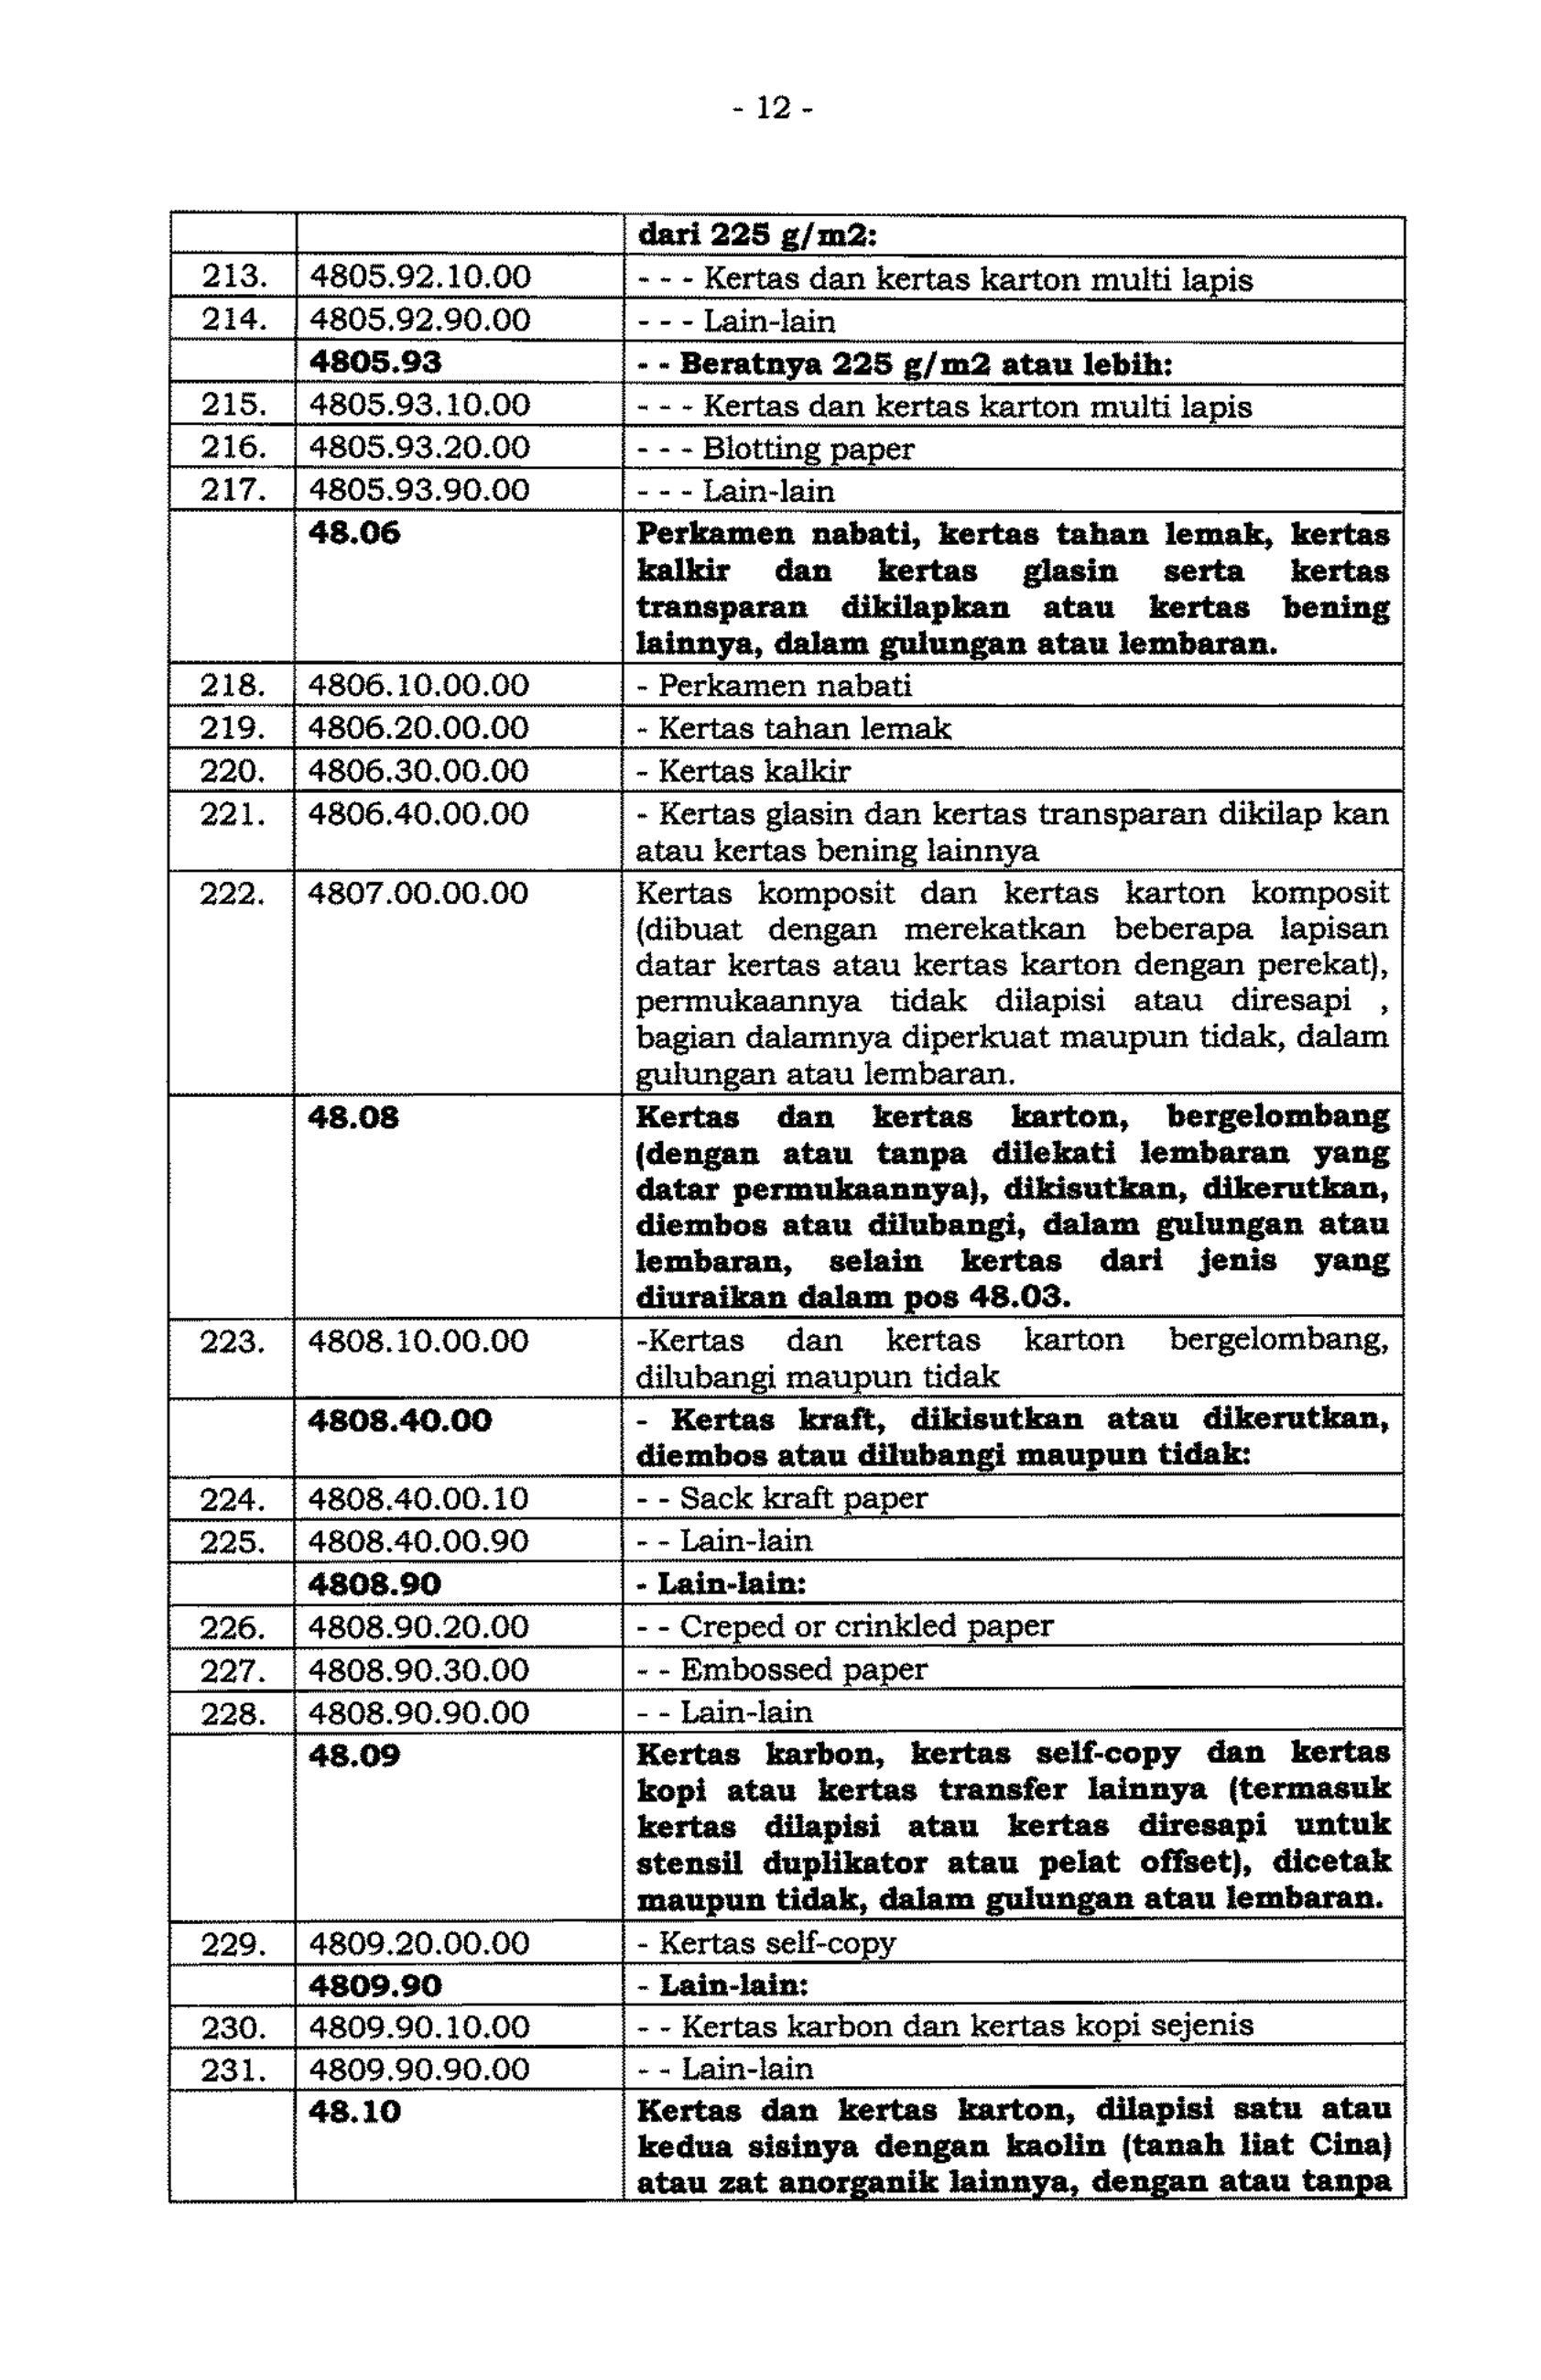 - 12 -
dari 225 g/m2:
213. 4805.92.10.00 - - - Kertas dan kertas karton multi lapis
214. 4805.92.90.00 - - - Lain-lain
4805.93 - - Beratnya 225 g/m2 atau lebih:
215. 4805.93.10.00 - - - Kertas dan kertas karton multi lapis
216. 4805.93.20.00 - - - Blotting paper
217. 4805.93.90.00 - - - Lain-lain
48.06 Perkamen nabati, kertas tahan lemak, kertas
kalkir dan kertas glasin serta kertas
transparan dikilapkan atau kertas bening
lainnya, dalam gulungan atau lembaran.
218. 4806.10.00.00 - Perkamen nabati
219. 4806.20.00.00 - Kertas tahan lemak
220. 4806.30.00.00 - Kertas kalkir
221. 4806.40.00.00 - Kertas glasin dan kertas transparan dikilap kan
atau kertas bening lainnya
222. 4807.00.00.00 Kertas komposit dan kertas karton komposit
(dibuat dengan merekatkan beberapa lapisan
datar kertas atau kertas karton dengan perekat),
permukaannya tidak dilapisi atau diresapi ,
bagian dalamnya diperkuat maupun tidak, dalam
gulungan atau lembaran.
48.08 Kertas dan kertas karton, bergelombang
(dengan atau tanpa dilekati lembaran yang
datar permukaannya), dikisutkan, dikerutkan,
diembos atau dilubangi, dalam gulungan atau
lembaran, selain kertas dari jenis yang
diuraikan dalam pos 48.03.
223. 4808.10.00.00 -Kertas dan kertas karton bergelombang,
dilubangi maupun tidak
4808.40.00 - Kertas kraft, dikisutkan atau dikerutkan,
diembos atau dilubangi maupun tidak:
224. 4808.40.00.10 - - Sack kraft paper
225. 4808.40.00.90 - - Lain-lain
4808.90 - Lain-lain:
226. 4808.90.20.00 - - Creped or crinkled paper
227. 4808.90.30.00 - - Embossed paper
228. 4808.90.90.00 - - Lain-lain
48.09 Kertas karbon, kertas self-copy dan kertas
kopi atau kertas transfer lainnya (termasuk
kertas dilapisi atau kertas diresapi untuk
stensil duplikator atau pelat offset), dicetak
maupun tidak, dalam gulungan atau lembaran.
229. 4809.20.00.00 - Kertas self-copy
4809.90 - Lain-lain:
230. 4809.90.10.00 - - Kertas karbon dan kertas kopi sejenis
231. 4809.90.90.00 - - Lain-lain
48.10 Kertas dan kertas karton, dilapisi satu atau
kedua sisinya dengan kaolin (tanah liat Cina)
atau zat anorganik lainnya, dengan atau tanpa